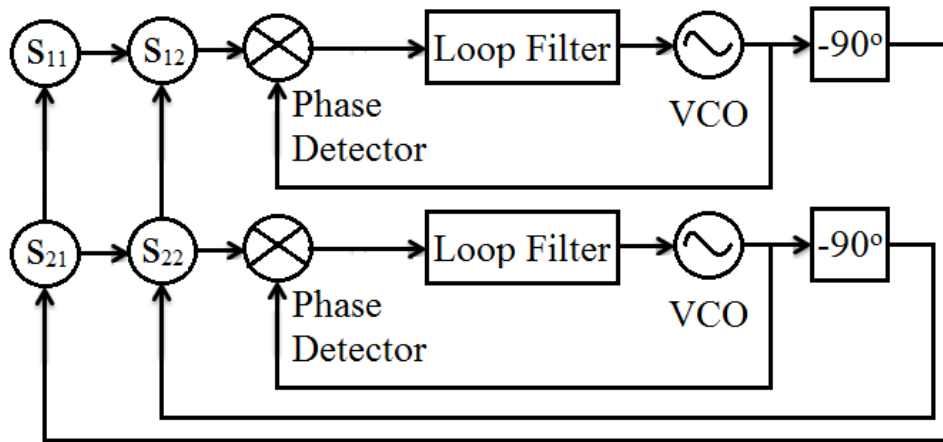 S₁₁
S₁₂
Loop Filter
-90º
Phase
Detector
VCO
S₂₁
S₂₂
Loop Filter
-90º
Phase
Detector
VCO